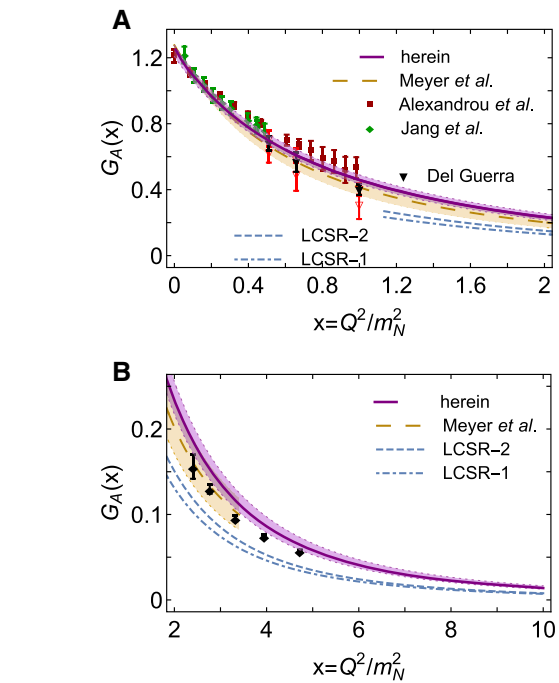 A
1.2
0.8
0.4
0
G_A(x)
herein
Meyer et al.
Alexandrou et al.
Jang et al.
Del Guerra
LCSR−2
LCSR−1
0 0.4 0.8 1.2 1.6 2
x=Q²/m²_N
B
0.2
0.1
0
G_A(x)
herein
Meyer et al.
LCSR−2
LCSR−1
2 4 6 8 10
x=Q²/m²_N